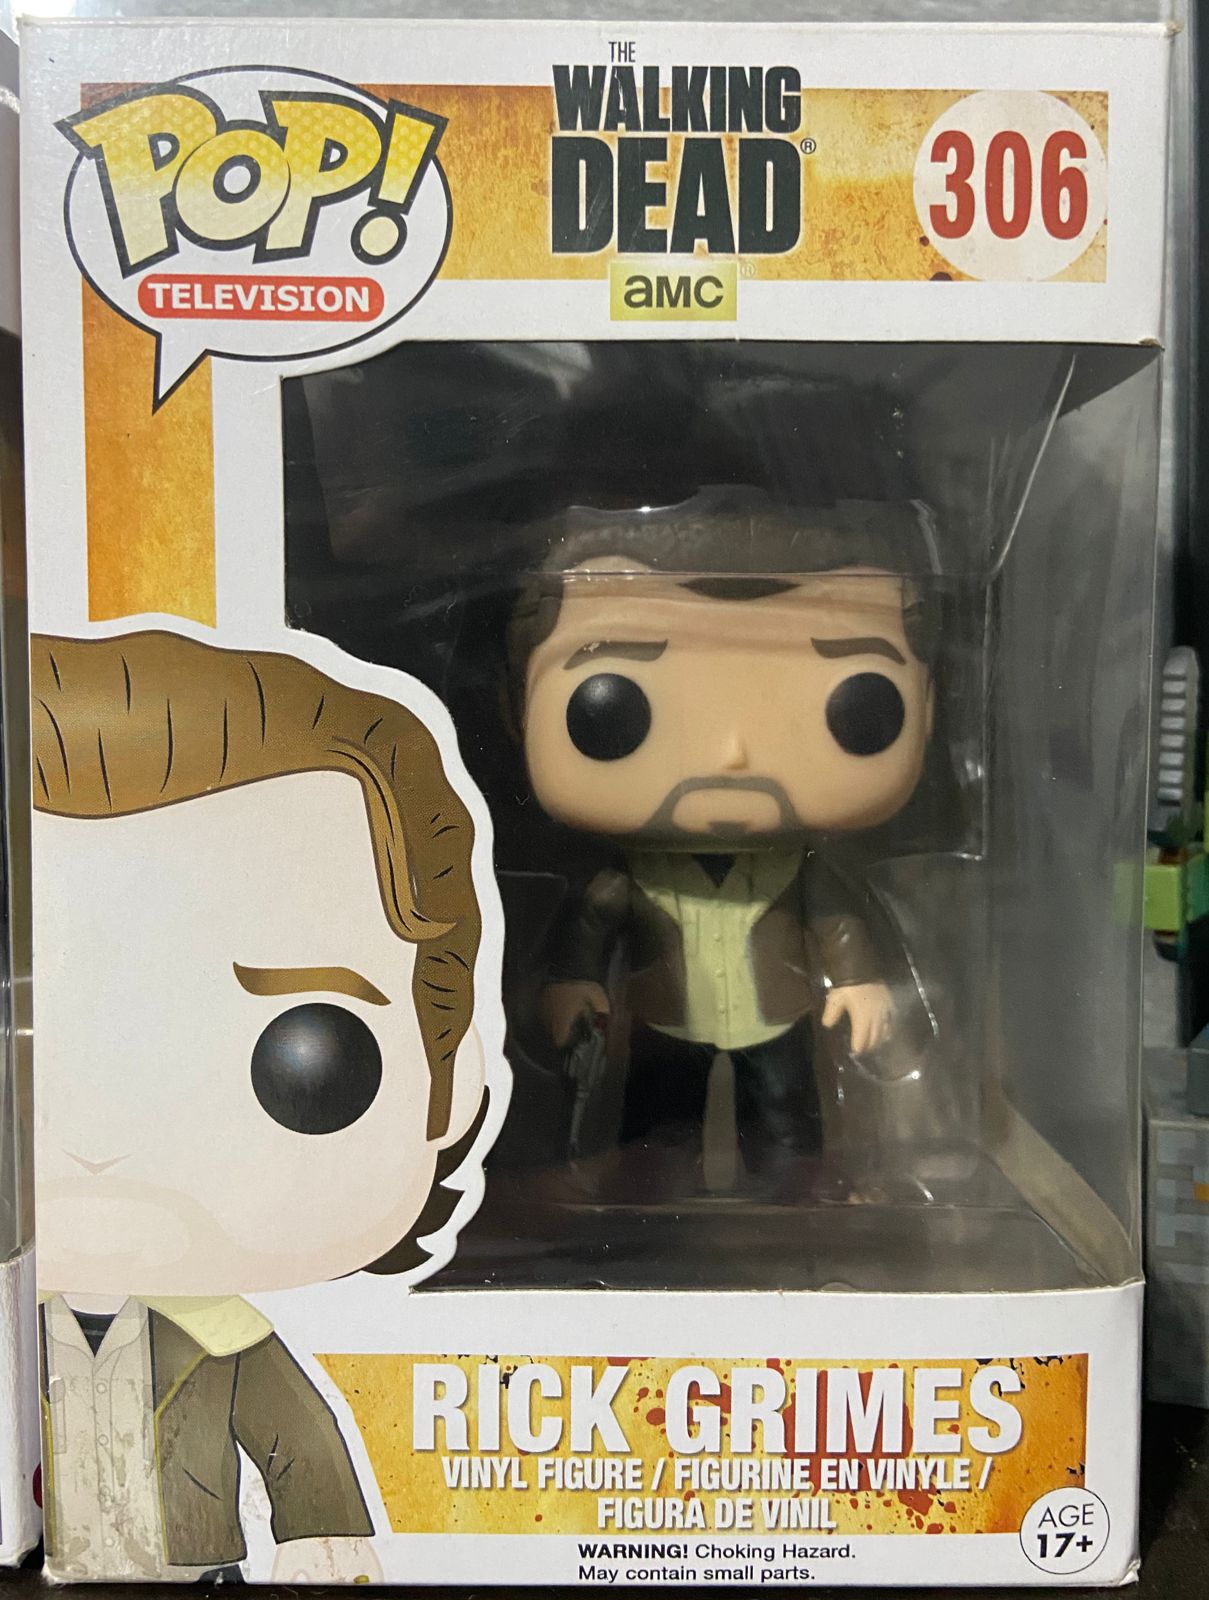 POP!
TELEVISION
THE
WALKING
DEAD®
aMC®
306
RICK GRIMES
VINYL FIGURE / FIGURINE EN VINYLE /
FIGURA DE VINIL
AGE
17+
WARNING! Choking Hazard.
May contain small parts.